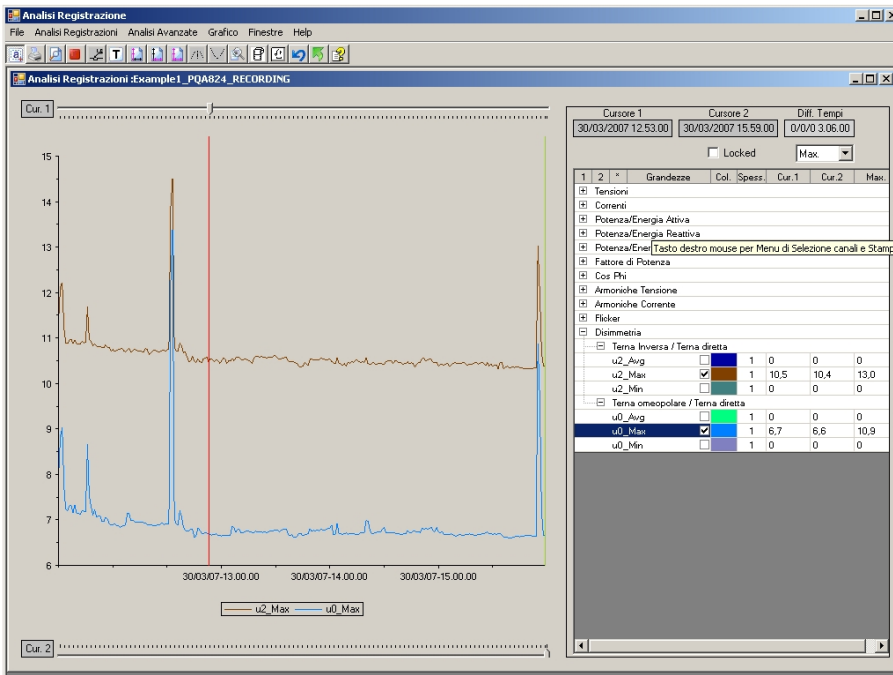 Analisi Registrazione
File Analisi Registrazioni Analisi Avanzate Grafico Finestre Help
T
Analisi Registrazioni :Example1_PQA824_RECORDING
Cur. 1
Cursore 1 Cursore 2 Diff. Tempi
30/03/2007 12.53.00 30/03/2007 15.59.00 0/0/0 3.06.00
Locked Max.
1 2 * Grandezze Col. Spess. Cur.1 Cur.2 Max.
Tensioni
Correnti
Potenza/Energia Attiva
Potenza/Energia Reattiva
Potenza/Ener
Tasto destro mouse per Menu di Selezione canali e Stamp
Fattore di Potenza
Cos Phi
Armoniche Tensione
Armoniche Corrente
Flicker
Disimmetria
Terna Inversa / Terna diretta
u2_Avg 1 0 0 0
u2_Max 1 10,5 10,4 13,0
u2_Min 1 0 0 0
Terna omeopolare / Terna diretta
u0_Avg 1 0 0 0
u0_Max 1 6,7 6,6 10,9
u0_Min 1 0 0 0
15
14
13
12
11
10
9
8
7
6
30/03/07-13.00.00 30/03/07-14.00.00 30/03/07-15.00.00
u2_Max u0_Max
Cur. 2